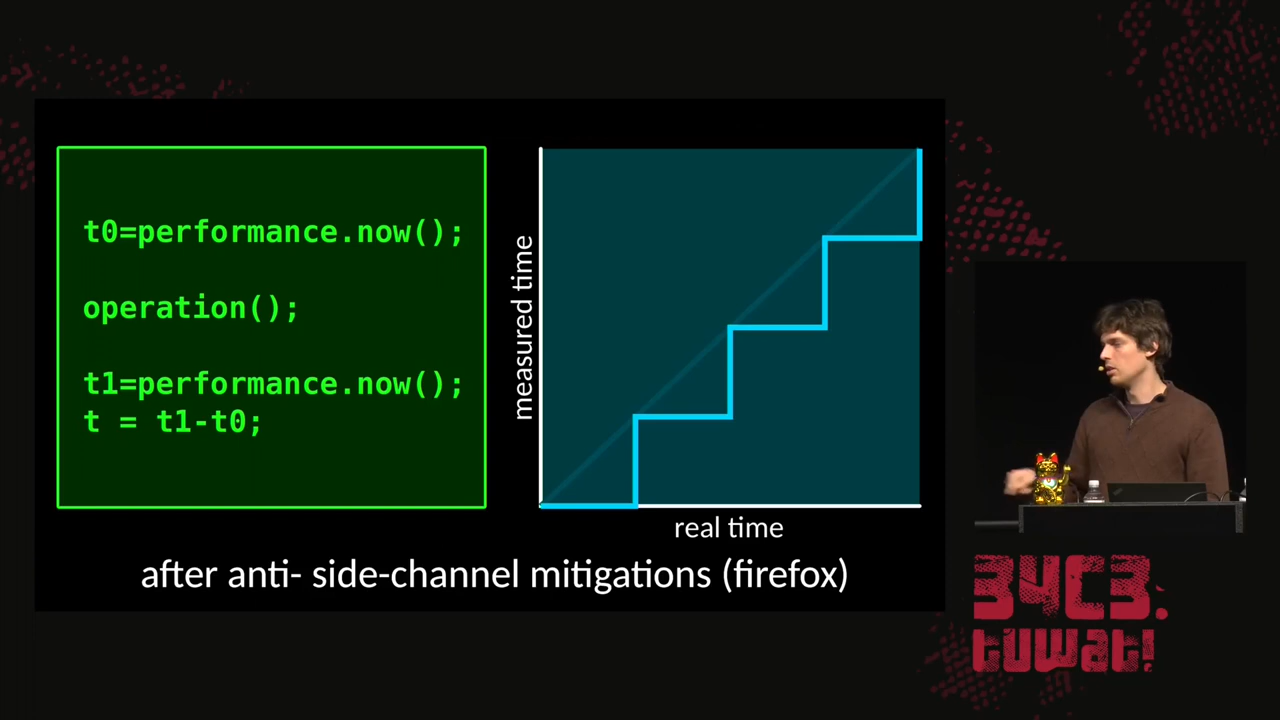 t0=performance.now();
operation();
t1=performance.now();
t = t1-t0;
measured time
real time
after anti- side-channel mitigations (firefox)
34C3.
tuwat!